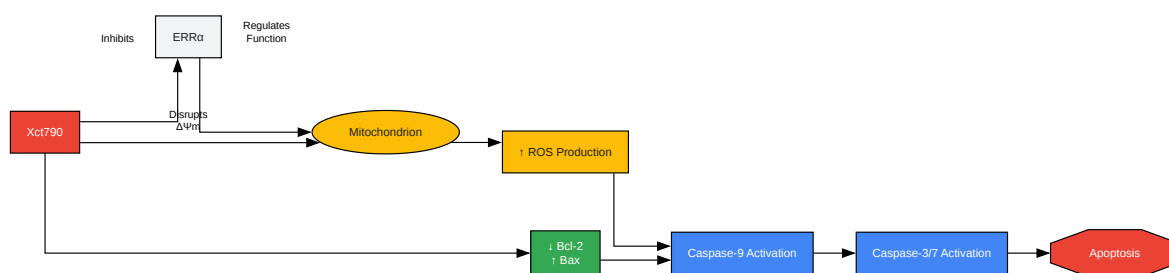 Inhibits
ERRα
Regulates
Function
Xct790
Disrupts
ΔΨm
Mitochondrion
↑ ROS Production
↓ Bcl-2
↑ Bax
Caspase-9 Activation
Caspase-3/7 Activation
Apoptosis